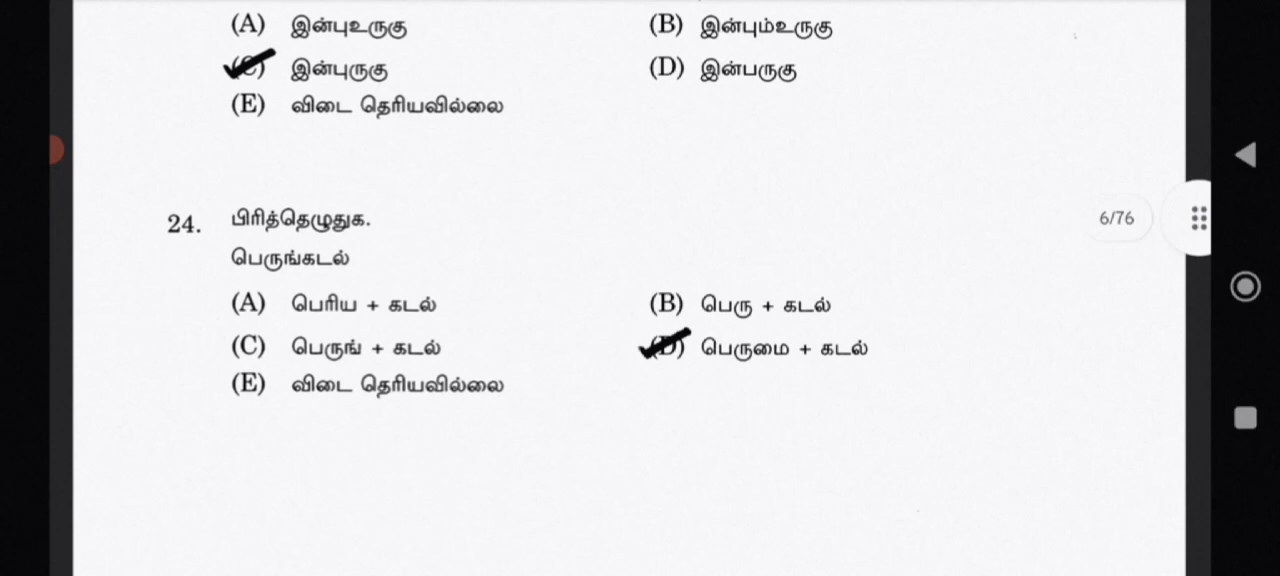 (A) இன்புஉருகு (B) இன்பும்உருகு
(C) இன்புருகு (D) இன்பருகு
(E) விடை தெரியவில்லை
24. பிரித்தெழுதுக.
6/76
பெருங்கடல்
(A) பெரிய + கடல் (B) பெரு + கடல்
(C) பெருங் + கடல் (D) பெருமை + கடல்
(E) விடை தெரியவில்லை